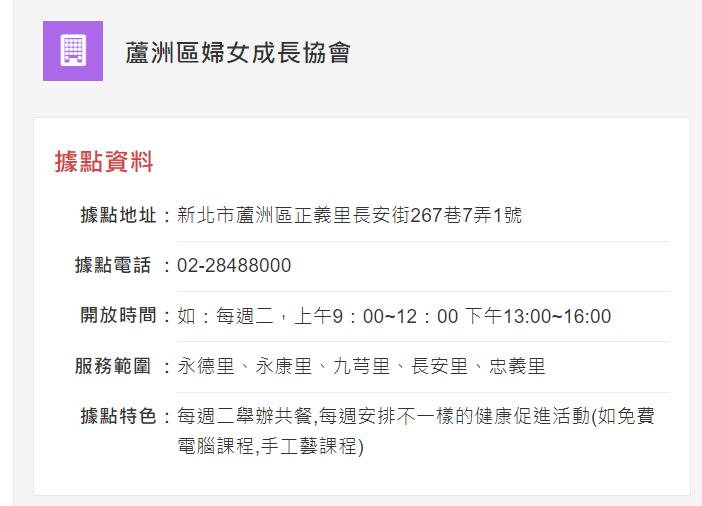 蘆洲區婦女成長協會
據點資料
據點地址：新北市蘆洲區正義里長安街267巷7弄1號
據點電話 ：02-28488000
開放時間：如：每週二，上午9：00~12：00 下午13:00~16:00
服務範圍 ：永德里、永康里、九芎里、長安里、忠義里
據點特色：每週二舉辦共餐,每週安排不一樣的健康促進活動(如免費
電腦課程,手工藝課程)